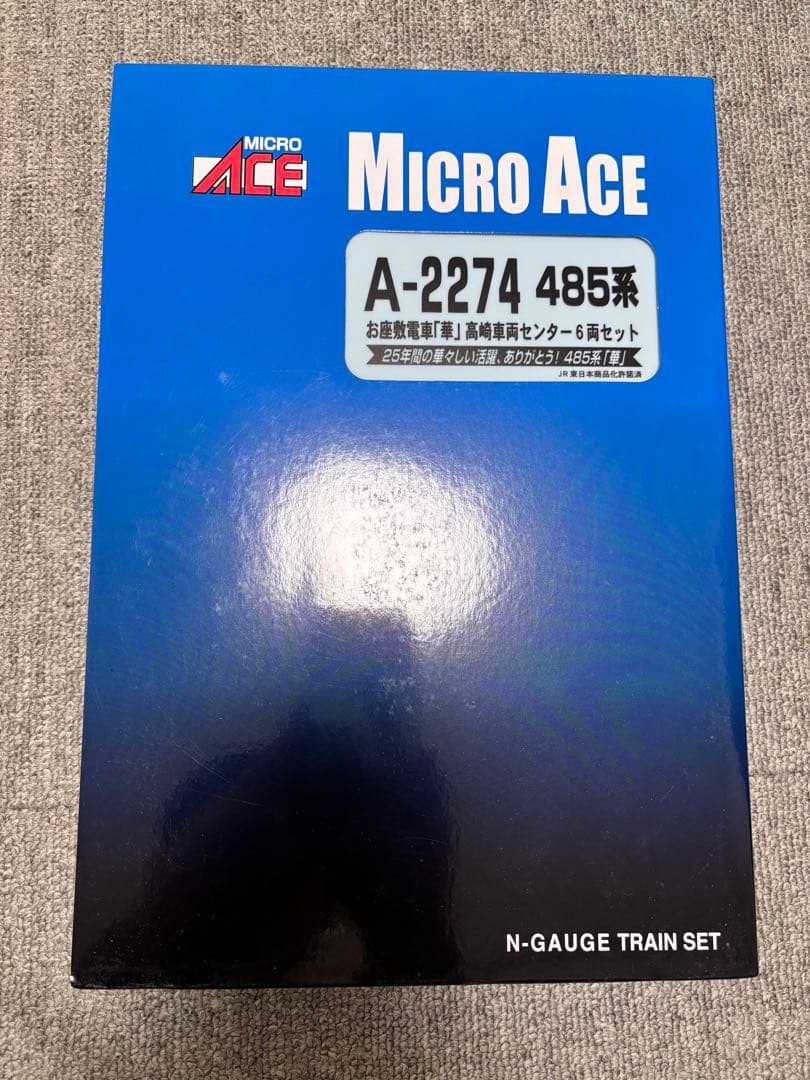 MICRO
ACE
MICRO ACE
A-2274 485系
お座敷電車「華」高崎車両センター6両セット
25年間の華々しい活躍、ありがとう!485系「華」
JR東日本商品化許諾済
N-GAUGE TRAIN SET